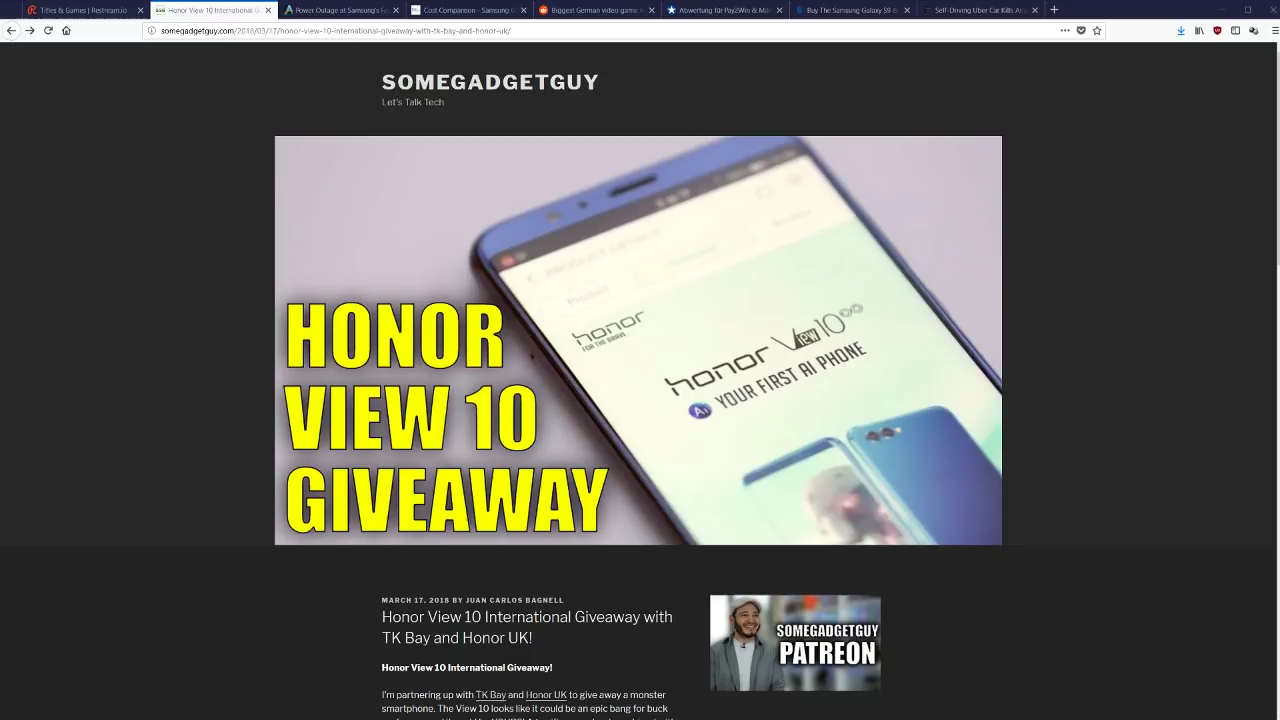 Titles & Games | Restream.io
Honor View 10 International G
Power Outage at Samsung's Fa
Cost Comparison - Samsung G
Biggest German video game
Abwertung für Pay2Win &
Buy The Samsung Galaxy S9 &
Self-Driving Uber Car Kills
somegadgetguy.com/2018/03/17/honor-view-10-international-giveaway-with-tk-bay-and-honor-uk/
SOMEGADGETGUY
Let's Talk Tech
honor
FOR THE BRAVE
honor View 10
AI YOUR FIRST AI PHONE
HONOR
VIEW 10
GIVEAWAY
MARCH 17, 2018 BY JUAN CARLOS BAGNELL
Honor View 10 International Giveaway with
TK Bay and Honor UK!
Honor View 10 International Giveaway!
I'm partnering up with TK Bay and Honor UK to give away a monster
smartphone. The View 10 looks like it could be an epic bang for buck
SOMEGADGETGUY
PATREON